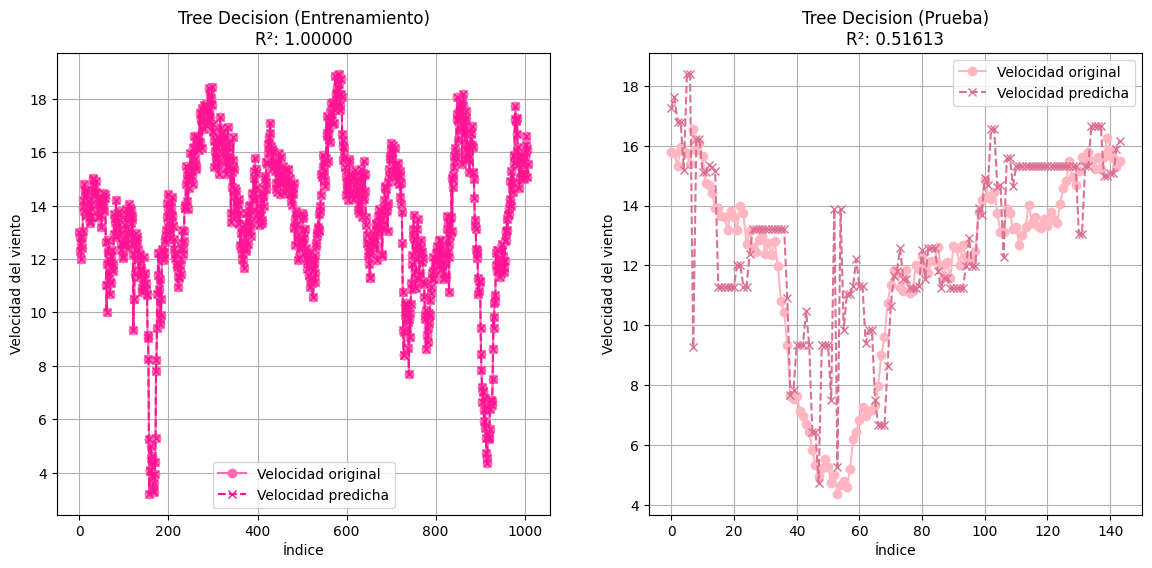 Tree Decision (Entrenamiento)
R²: 1.00000
Velocidad del viento
18
16
14
12
10
8
6
4
Velocidad original
Velocidad predicha
0
200
400
600
800
1000
Índice
Tree Decision (Prueba)
R²: 0.51613
Velocidad original
Velocidad predicha
Velocidad del viento
18
16
14
12
10
8
6
4
0
20
40
60
80
100
120
140
Índice